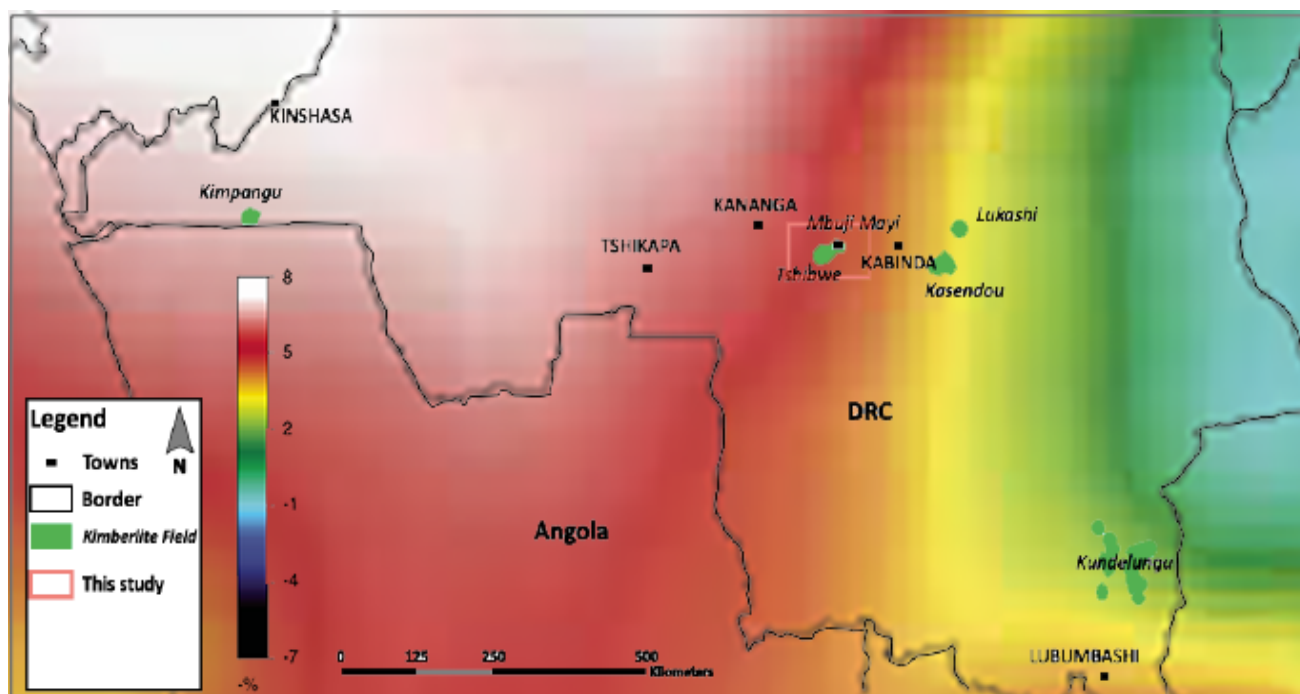 KINSHASA
Kimpangu
KANANGA
Mbuji Mayi
Lukashi
TSHIKAPA
KABINDA
Tshibwe
Kasendou
8
5
2
-1
-4
-7
-%
DRC
Angola
Kundelungu
LUBUMBASHI
Legend
N
Towns
Border
Kimberlite Field
This study
0 125 250 500
Kilometers